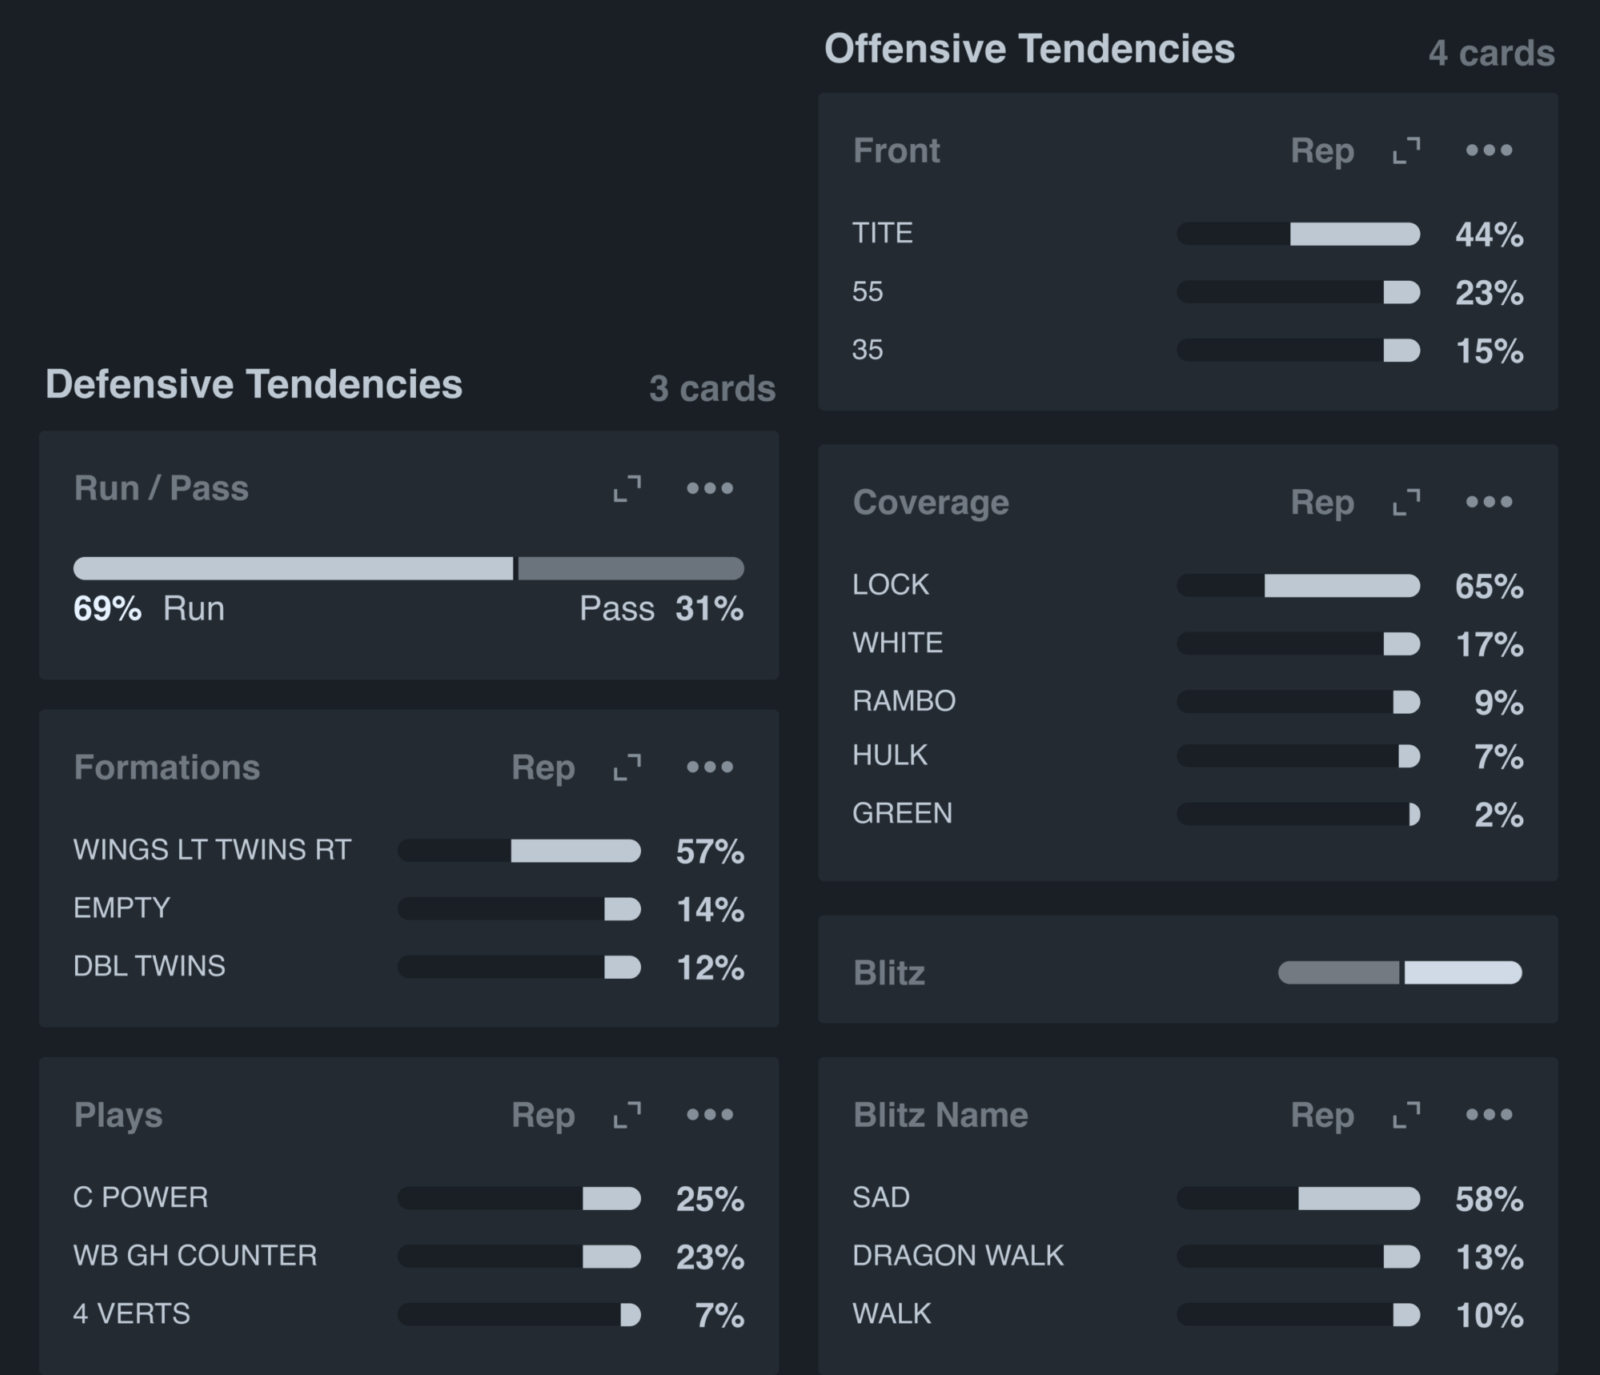 Defensive Tendencies
3 cards
Run / Pass
69% Run
Pass 31%
Formations
Rep
WINGS LT TWINS RT 57%
EMPTY 14%
DBL TWINS 12%
Plays
Rep
C POWER 25%
WB GH COUNTER 23%
4 VERTS 7%
Offensive Tendencies
4 cards
Front
Rep
TITE 44%
55 23%
35 15%
Coverage
Rep
LOCK 65%
WHITE 17%
RAMBO 9%
HULK 7%
GREEN 2%
Blitz
Blitz Name
Rep
SAD 58%
DRAGON WALK 13%
WALK 10%